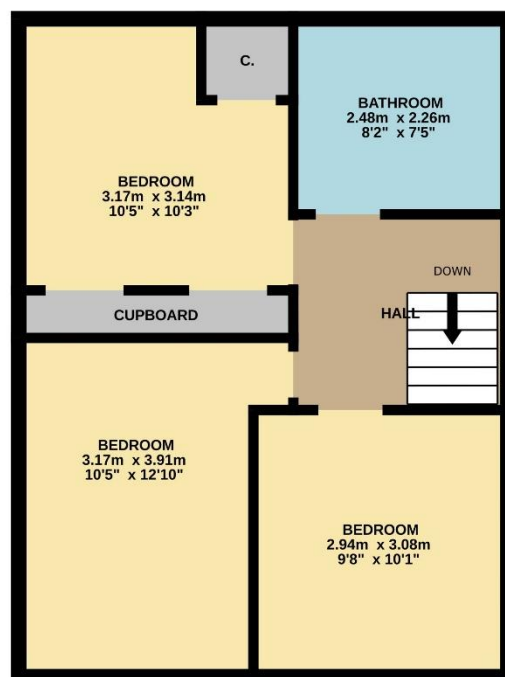 C.
BATHROOM
2.48m x 2.26m
8'2" x 7'5"
BEDROOM
3.17m x 3.14m
10'5" x 10'3"
DOWN
HALL
CUPBOARD
BEDROOM
3.17m x 3.91m
10'5" x 12'10"
BEDROOM
2.94m x 3.08m
9'8" x 10'1"